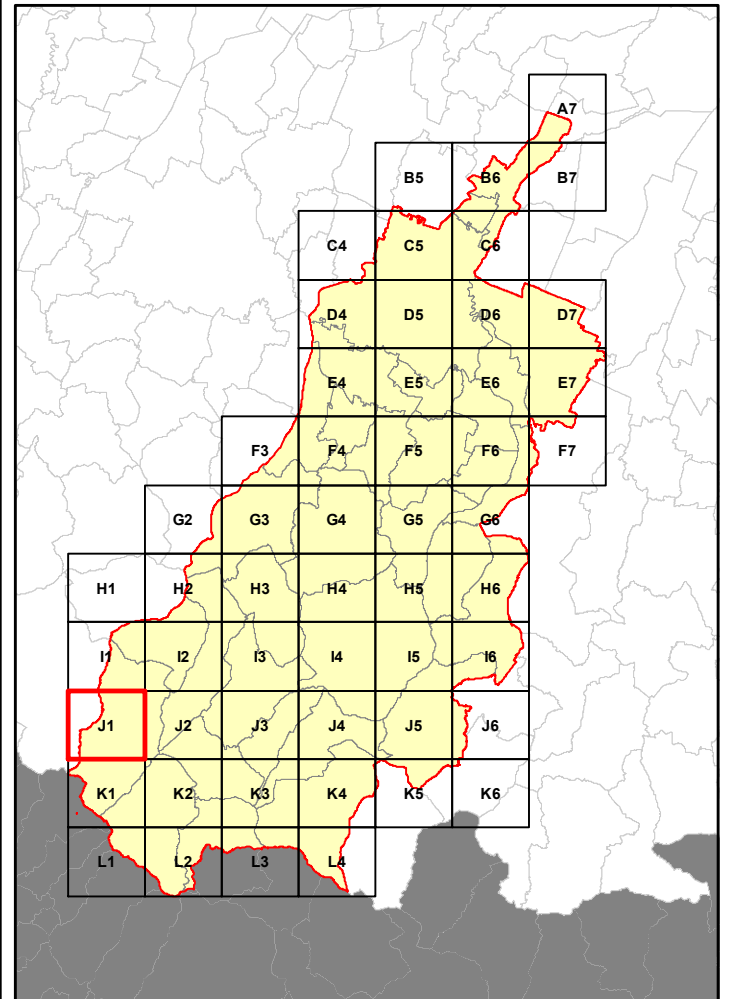 A7
B5 B6 B7
C4 C5 C6
D4 D5 D6 D7
E4 E5 E6 E7
F3 F4 F5 F6 F7
G2 G3 G4 G5 G6
H1 H2 H3 H4 H5 H6
I1 I2 I3 I4 I5 I6
J1 J2 J3 J4 J5 J6
K1 K2 K3 K4 K5 K6
L1 L2 L3 L4